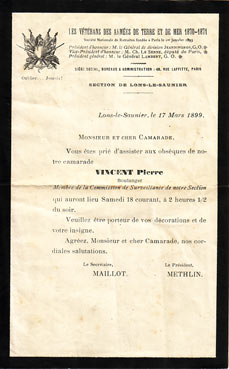 LES VÉTÉRANS DES ARMÉES DE TERRE ET DE MER 1870-1871
Société Nationale de Retraites fondée à Paris le 1er janvier 1893
Président d'honneur : M. le Général de division JEANNINGROS, G. O.
Vice-Président d'honneur : M. CH. LE SENNE, député de Paris,
Président général : M. le Général LAMBERT, G. O.
Oublier... Jamais!
SIÈGE SOCIAL, BUREAUX & ADMINISTRATION : RUE LAFFITTE, PARIS
SECTION DE LONS-LE-SAUNIER
Lons-le-Saunier, le 17 Mars 1899.
MONSIEUR ET CHER CAMARADE,
Vous êtes prié d'assister aux obsèques de no-
tre camarade
VINCENT Pierre
Boulanger
Membre de la Commission de Surveillance de notre Section
qui auront lieu Samedi 18 courant, à 2 heures 1/2
du soir.
Veuillez être porteur de vos décorations et de
votre insigne.
Agréez, Monsieur et cher Camarade, nos cor-
diales salutations.
Le Secrétaire, Le Président,
MAILLOT. METHLIN.